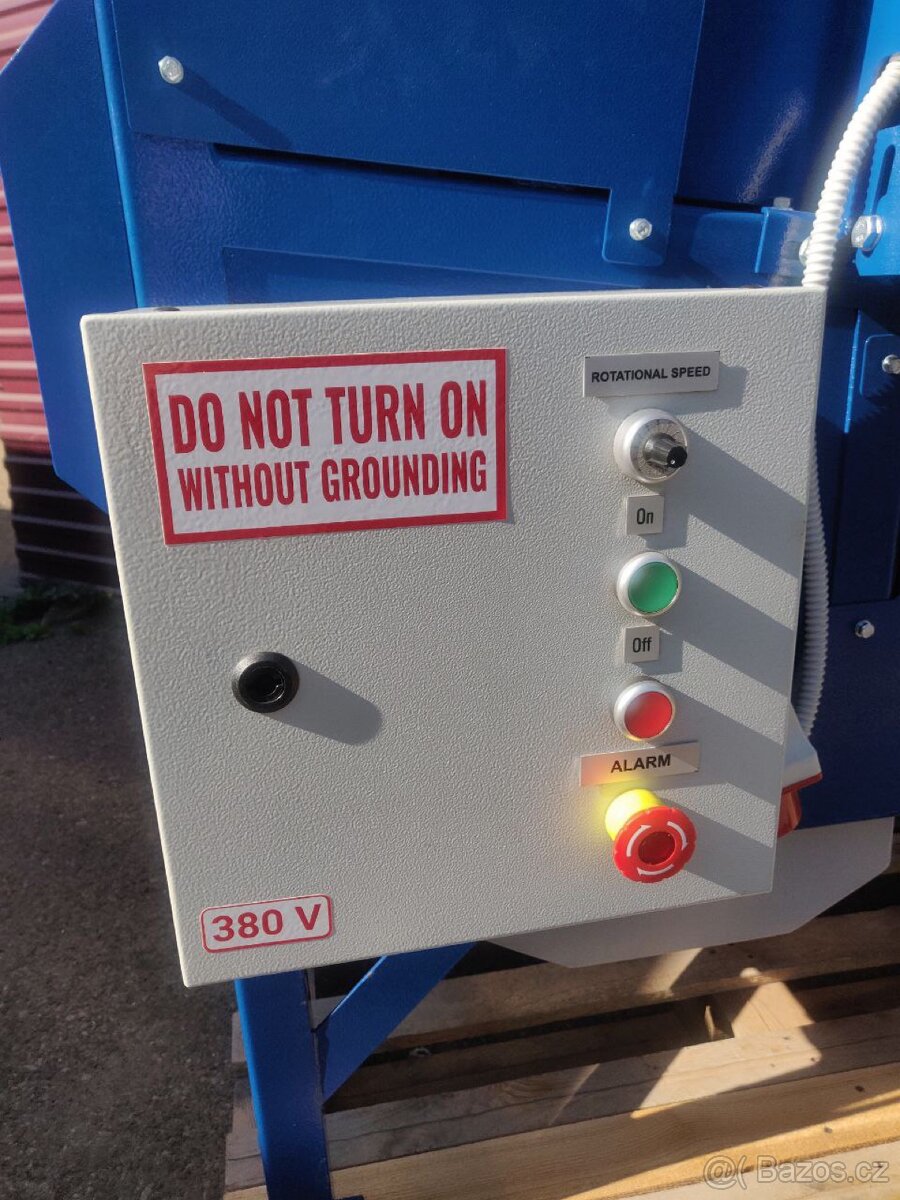 DO NOT TURN ON
WITHOUT GROUNDING
ROTATIONAL SPEED
On
Off
ALARM
380 V
@( Bazos.cz